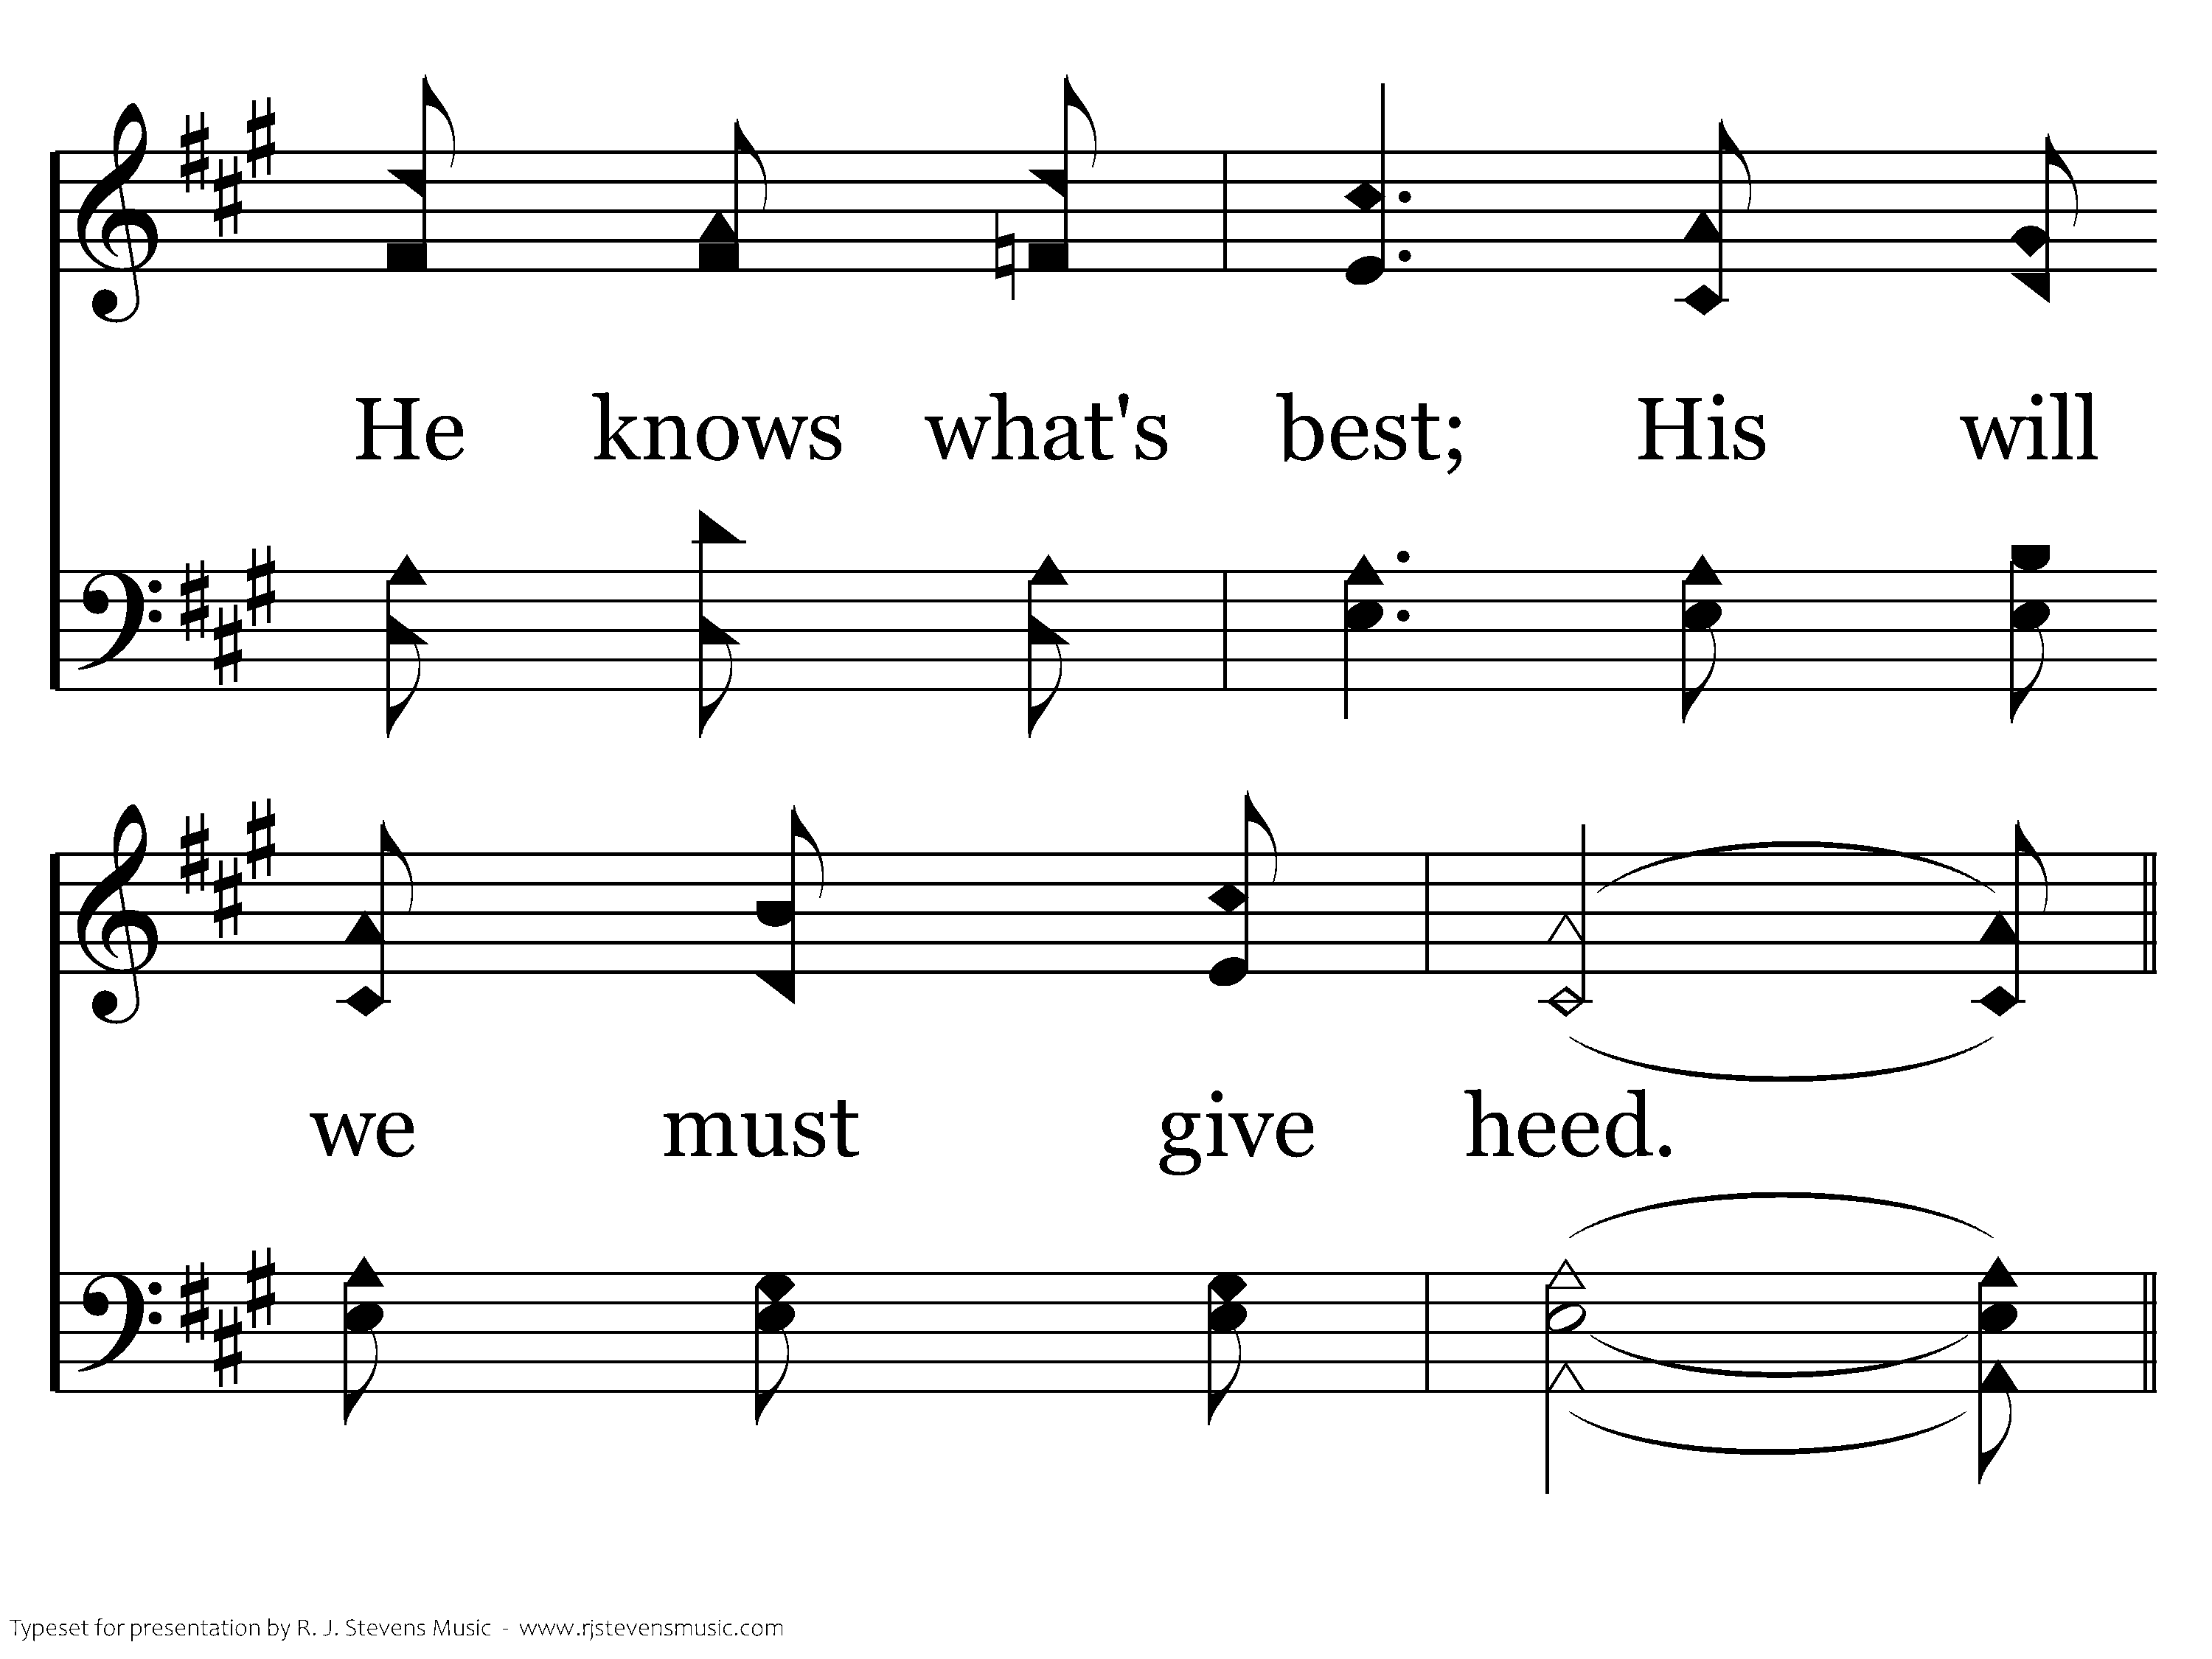 He knows what's best; His will
we must give heed.
Typeset for presentation by R. J. Stevens Music - www.rjstevensmusic.com